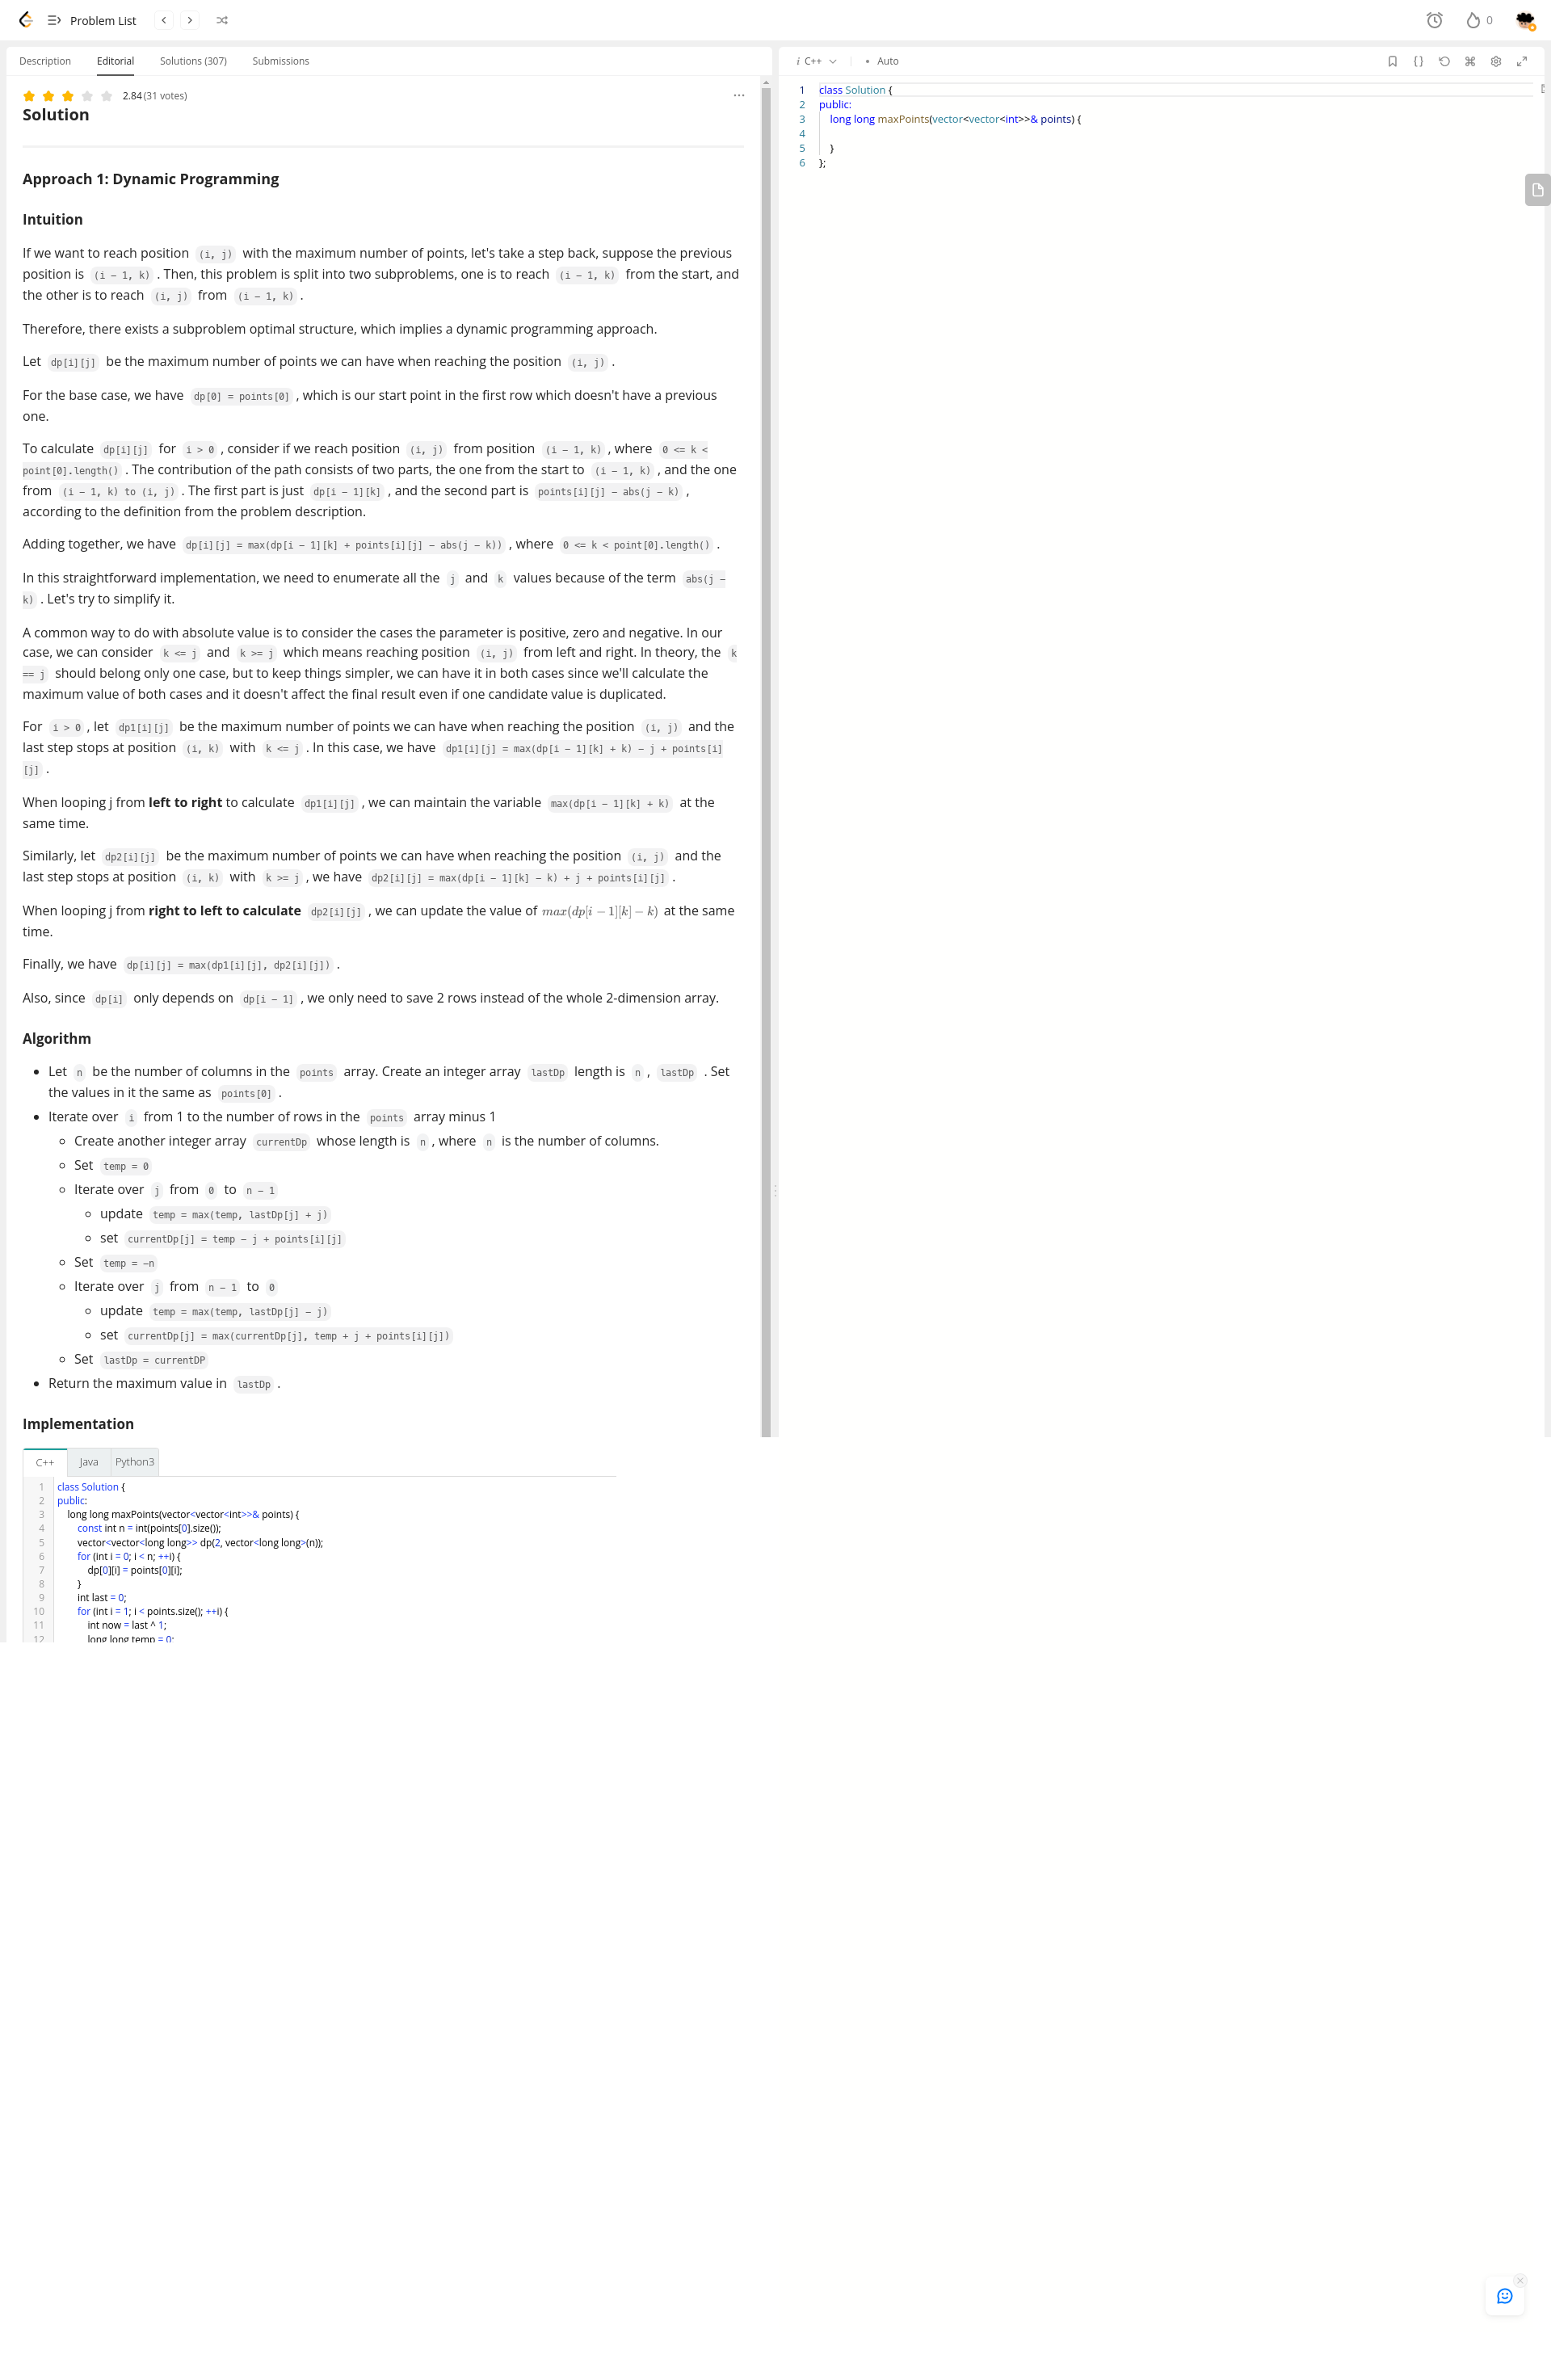 Problem List
0
Description Editorial Solutions (307) Submissions
2.84 (31 votes)
Solution
Approach 1: Dynamic Programming
Intuition
If we want to reach position (i, j) with the maximum number of points, let's take a step back, suppose the previous
position is (i − 1, k) . Then, this problem is split into two subproblems, one is to reach (i − 1, k) from the start, and
the other is to reach (i, j) from (i − 1, k) .
Therefore, there exists a subproblem optimal structure, which implies a dynamic programming approach.
Let dp[i][j] be the maximum number of points we can have when reaching the position (i, j) .
For the base case, we have dp[0] = points[0] , which is our start point in the first row which doesn't have a previous
one.
To calculate dp[i][j] for i > 0 , consider if we reach position (i, j) from position (i − 1, k) , where 0 <= k <
point[0].length() . The contribution of the path consists of two parts, the one from the start to (i − 1, k) , and the one
from (i − 1, k) to (i, j) . The first part is just dp[i − 1][k] , and the second part is points[i][j] − abs(j − k) ,
according to the definition from the problem description.
Adding together, we have dp[i][j] = max(dp[i − 1][k] + points[i][j] − abs(j − k)) , where 0 <= k < point[0].length() .
In this straightforward implementation, we need to enumerate all the j and k values because of the term abs(j −
k) . Let's try to simplify it.
A common way to do with absolute value is to consider the cases the parameter is positive, zero and negative. In our
case, we can consider k <= j and k >= j which means reaching position (i, j) from left and right. In theory, the k
== j should belong only one case, but to keep things simpler, we can have it in both cases since we'll calculate the
maximum value of both cases and it doesn't affect the final result even if one candidate value is duplicated.
For i > 0 , let dp1[i][j] be the maximum number of points we can have when reaching the position (i, j) and the
last step stops at position (i, k) with k <= j . In this case, we have dp1[i][j] = max(dp[i − 1][k] + k) − j + points[i]
[j] .
When looping j from left to right to calculate dp1[i][j] , we can maintain the variable max(dp[i − 1][k] + k) at the
same time.
Similarly, let dp2[i][j] be the maximum number of points we can have when reaching the position (i, j) and the
last step stops at position (i, k) with k >= j , we have dp2[i][j] = max(dp[i − 1][k] − k) + j + points[i][j] .
When looping j from right to left to calculate dp2[i][j] , we can update the value of max(dp[i − 1][k] − k) at the same
time.
Finally, we have dp[i][j] = max(dp1[i][j], dp2[i][j]) .
Also, since dp[i] only depends on dp[i − 1] , we only need to save 2 rows instead of the whole 2-dimension array.
Algorithm
• Let n be the number of columns in the points array. Create an integer array lastDp length is n , lastDp . Set
the values in it the same as points[0] .
• Iterate over i from 1 to the number of rows in the points array minus 1
◦ Create another integer array currentDp whose length is n , where n is the number of columns.
◦ Set temp = 0
◦ Iterate over j from 0 to n − 1
◦ update temp = max(temp, lastDp[j] + j)
◦ set currentDp[j] = temp − j + points[i][j]
◦ Set temp = −n
◦ Iterate over j from n − 1 to 0
◦ update temp = max(temp, lastDp[j] − j)
◦ set currentDp[j] = max(currentDp[j], temp + j + points[i][j])
◦ Set lastDp = currentDP
• Return the maximum value in lastDp .
Implementation
C++ Java Python3
1 class Solution {
2 public:
3 long long maxPoints(vector<vector<int>>& points) {
4 const int n = int(points[0].size());
5 vector<vector<long long>> dp(2, vector<long long>(n));
6 for (int i = 0; i < n; ++i) {
7 dp[0][i] = points[0][i];
8 }
9 int last = 0;
10 for (int i = 1; i < points.size(); ++i) {
11 int now = last ^ 1;
12 long long temp = 0;
i C++ • Auto
1 class Solution {
2 public:
3 long long maxPoints(vector<vector<int>>& points) {
4
5 }
6 };